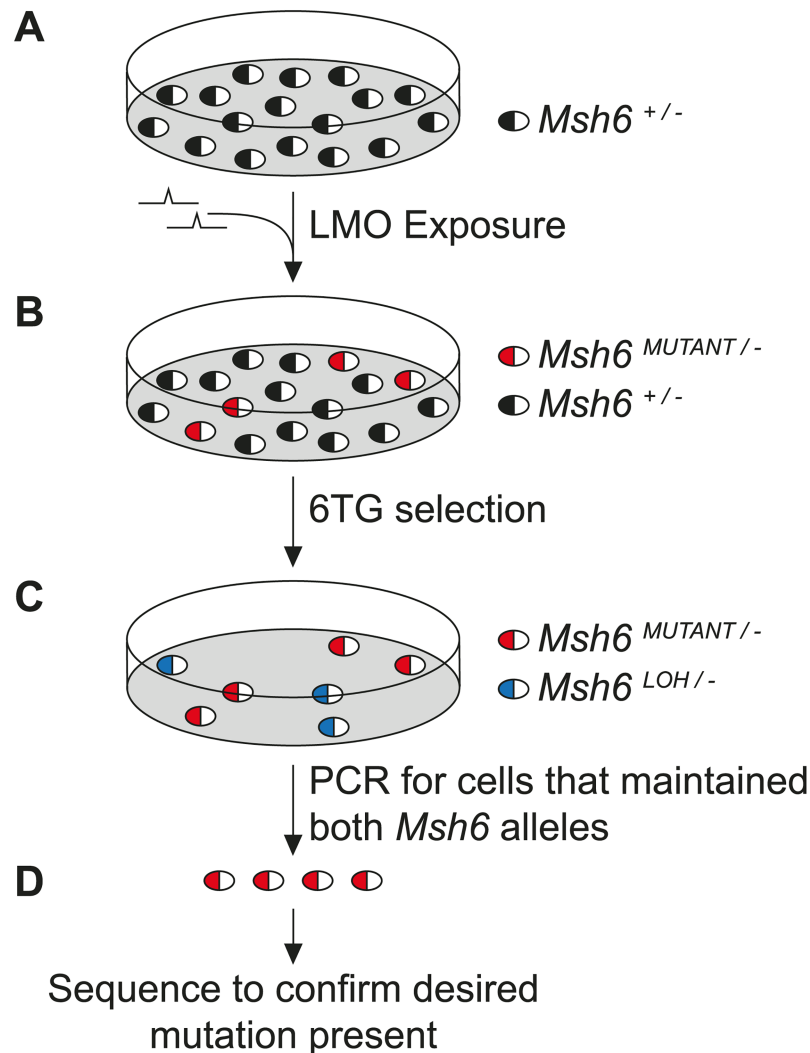 A
Msh6 + / -
LMO Exposure
B
Msh6 MUTANT / -
Msh6 + / -
6TG selection
C
Msh6 MUTANT / -
Msh6 LOH / -
PCR for cells that maintained
both Msh6 alleles
D
Sequence to confirm desired
mutation present